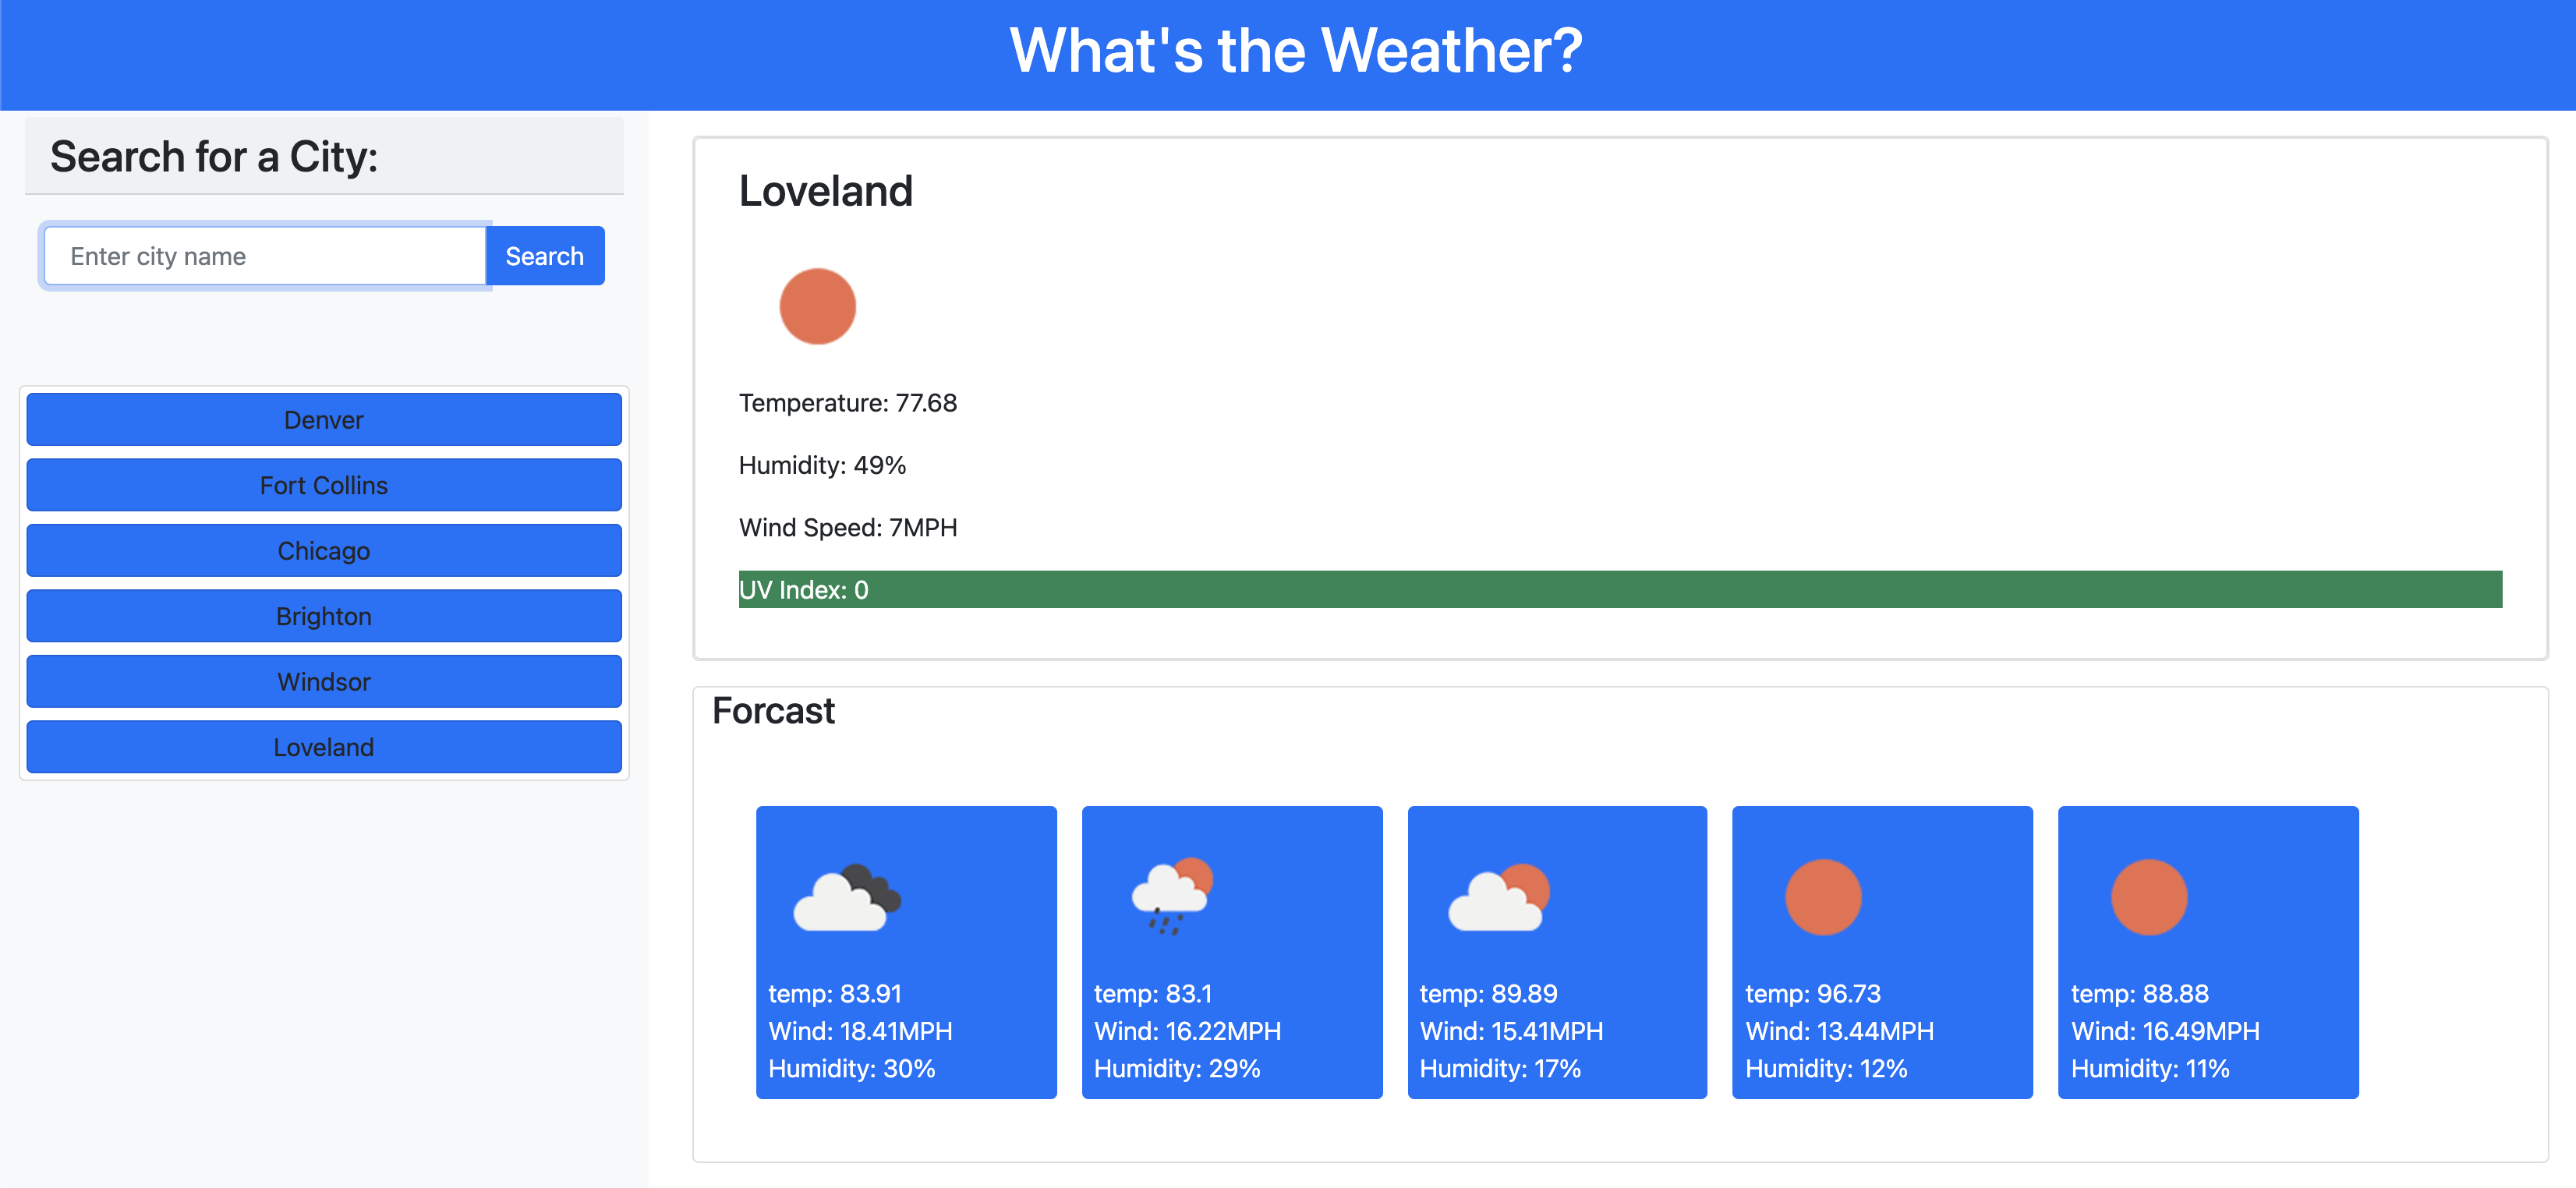 What's the Weather?
Search for a City:
Enter city name
Search
Denver
Fort Collins
Chicago
Brighton
Windsor
Loveland
Loveland
Temperature: 77.68
Humidity: 49%
Wind Speed: 7MPH
UV Index: 0
Forcast
temp: 83.91
Wind: 18.41MPH
Humidity: 30%
temp: 83.1
Wind: 16.22MPH
Humidity: 29%
temp: 89.89
Wind: 15.41MPH
Humidity: 17%
temp: 96.73
Wind: 13.44MPH
Humidity: 12%
temp: 88.88
Wind: 16.49MPH
Humidity: 11%